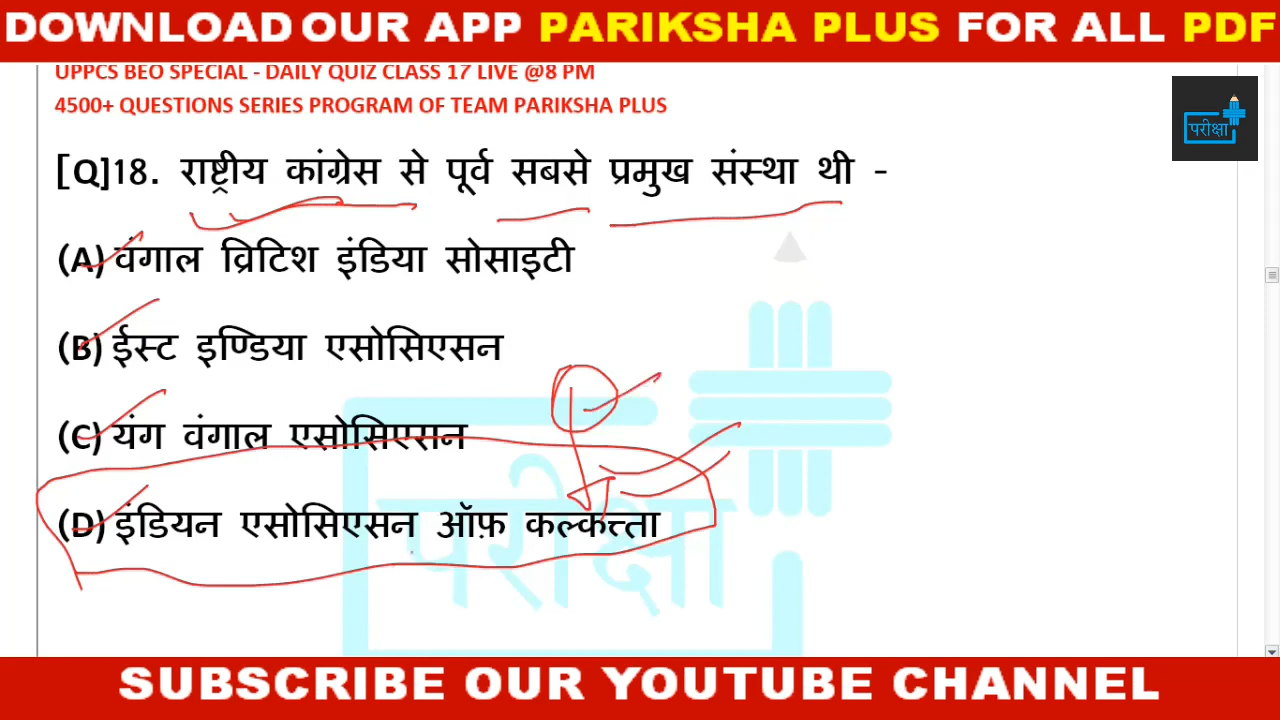 DOWNLOAD OUR APP PARIKSHA PLUS FOR ALL PDF
UPPCS BEO SPECIAL - DAILY QUIZ CLASS 17 LIVE @8 PM
4500+ QUESTIONS SERIES PROGRAM OF TEAM PARIKSHA PLUS
परीक्षा
[Q]18. राष्ट्रीय कांग्रेस से पूर्व सबसे प्रमुख संस्था थी -
(A) वंगाल व्रिटिश इंडिया सोसाइटी
(B) ईस्ट इण्डिया एसोसिएसन
(C) यंग वंगाल एसोसिएसन
(D) इंडियन एसोसिएसन ऑफ़ कल्कत्त्ता
परीक्षा
SUBSCRIBE OUR YOUTUBE CHANNEL